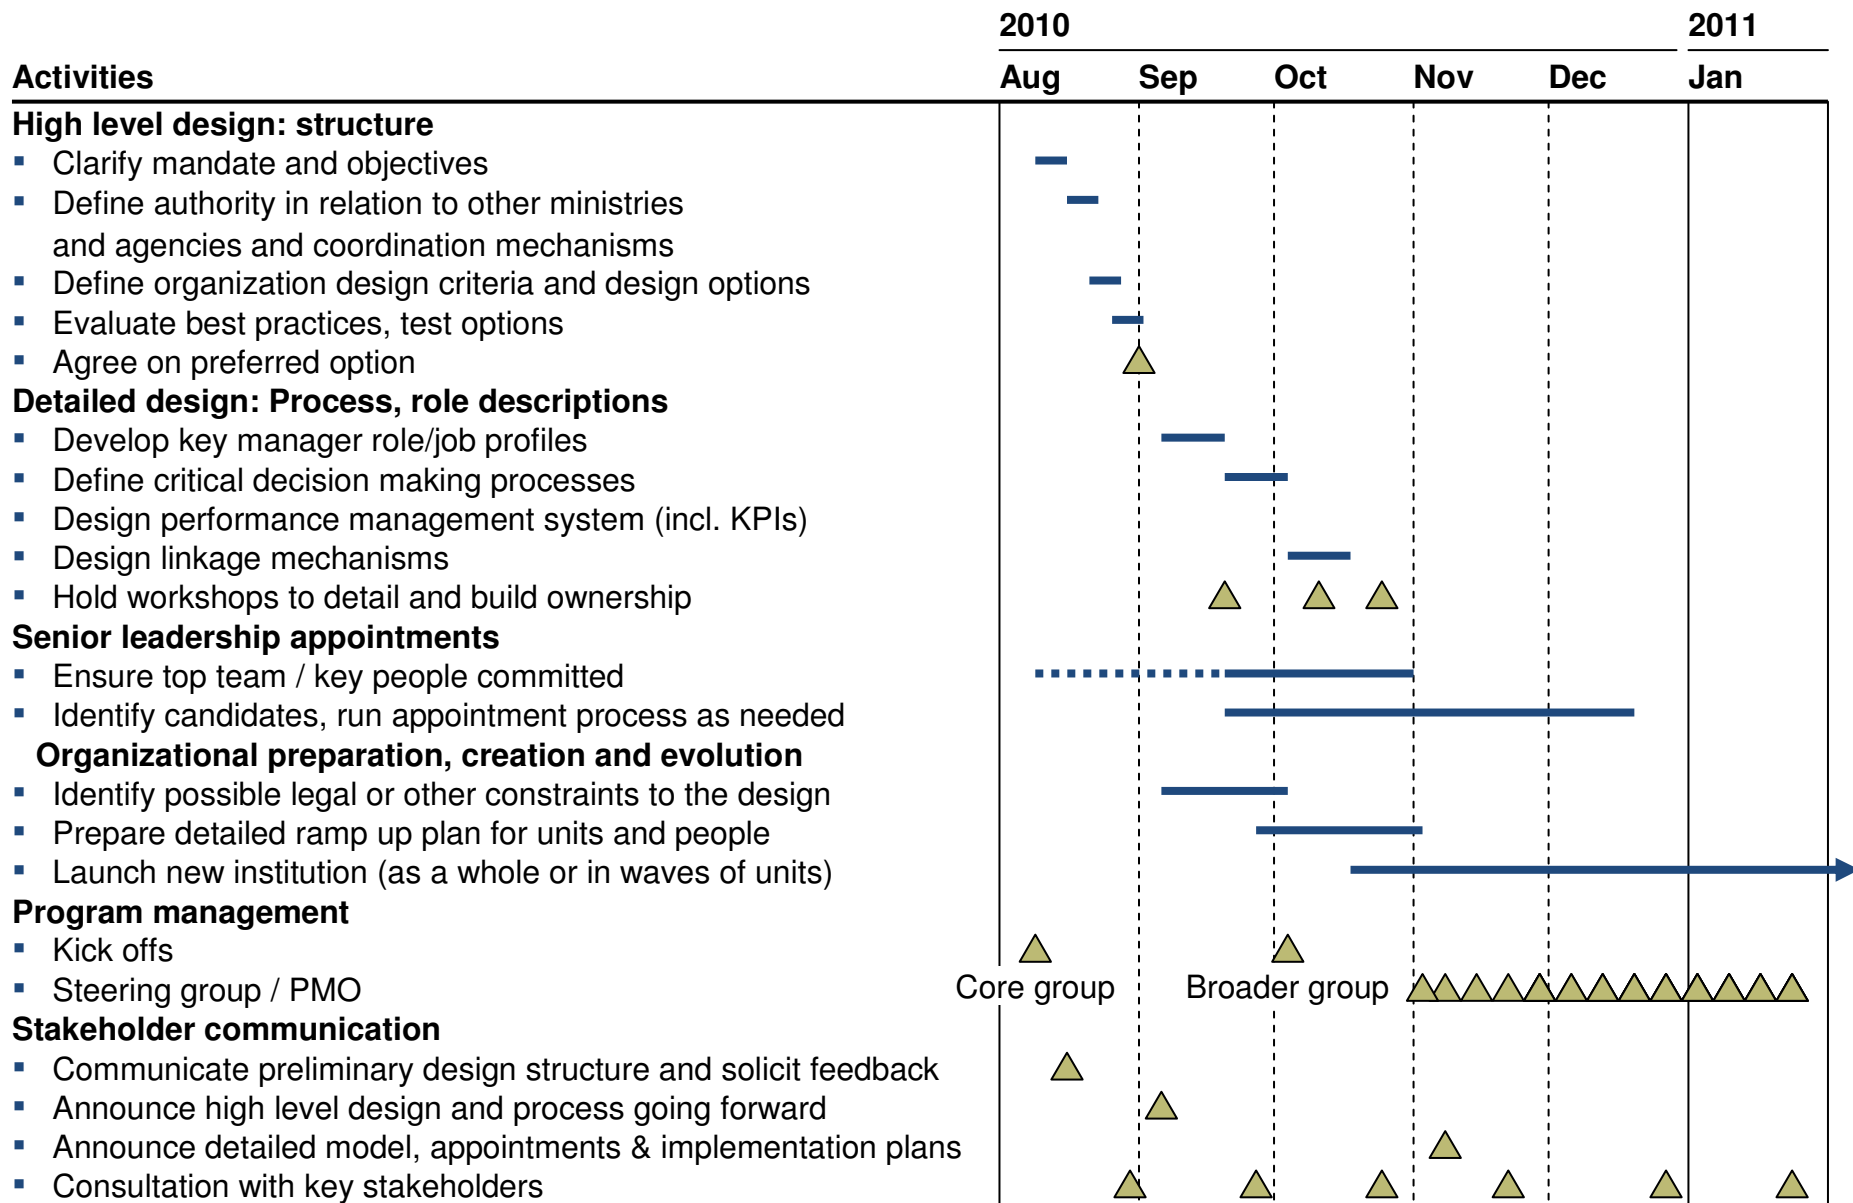 2010 2011
Activities Aug Sep Oct Nov Dec Jan
High level design: structure
▪ Clarify mandate and objectives
▪ Define authority in relation to other ministries
and agencies and coordination mechanisms
▪ Define organization design criteria and design options
▪ Evaluate best practices, test options
▪ Agree on preferred option
Detailed design: Process, role descriptions
▪ Develop key manager role/job profiles
▪ Define critical decision making processes
▪ Design performance management system (incl. KPIs)
▪ Design linkage mechanisms
▪ Hold workshops to detail and build ownership
Senior leadership appointments
▪ Ensure top team / key people committed
▪ Identify candidates, run appointment process as needed
Organizational preparation, creation and evolution
▪ Identify possible legal or other constraints to the design
▪ Prepare detailed ramp up plan for units and people
▪ Launch new institution (as a whole or in waves of units)
Program management
▪ Kick offs
▪ Steering group / PMO Core group Broader group
Stakeholder communication
▪ Communicate preliminary design structure and solicit feedback
▪ Announce high level design and process going forward
▪ Announce detailed model, appointments & implementation plans
▪ Consultation with key stakeholders